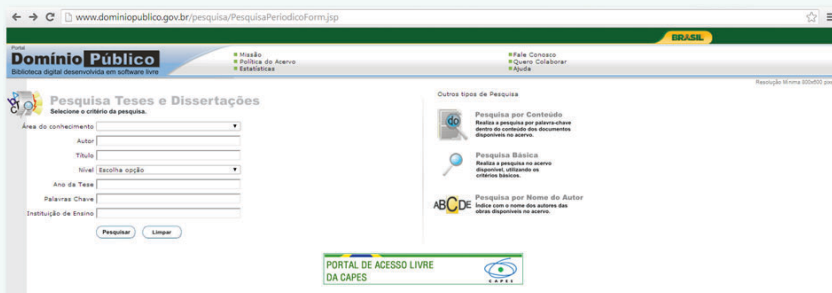 www.dominiopublico.gov.br/pesquisa/PesquisaPeriodicoForm.jsp
BRASIL
Portal
Domínio Público
Biblioteca digital desenvolvida em software livre
Missão
Política do Acervo
Estatísticas
Fale Conosco
Quero Colaborar
Ajuda
Resolução Mínima 800x600
Pesquisa Teses e Dissertações
Selecione o critério da pesquisa.
Área do conhecimento
Autor
Título
Nível Escolha opção
Ano da Tese
Palavras Chave
Instituição de Ensino
Pesquisar Limpar
Outros tipos de Pesquisa
Pesquisa por Conteúdo
Realiza a pesquisa por palavra-chave
dentro do conteúdo dos documentos
disponíveis no acervo.
Pesquisa Básica
Realiza a pesquisa no acervo
disponível, utilizando os
critérios básicos.
ABCDE
Pesquisa por Nome do Autor
Índice com o nome dos autores das
obras disponíveis no acervo.
PORTAL DE ACESSO LIVRE
DA CAPES
CAPES